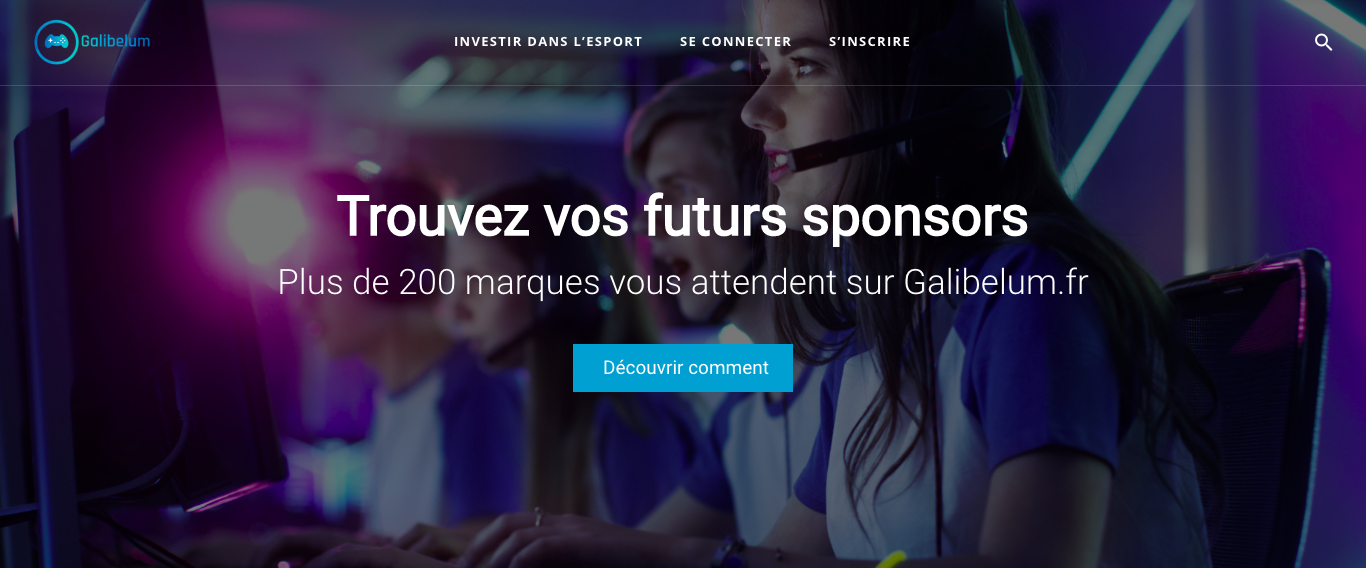 Galibelum
INVESTIR DANS L’ESPORT
SE CONNECTER
S’INSCRIRE
Trouvez vos futurs sponsors
Plus de 200 marques vous attendent sur Galibelum.fr
Découvrir comment